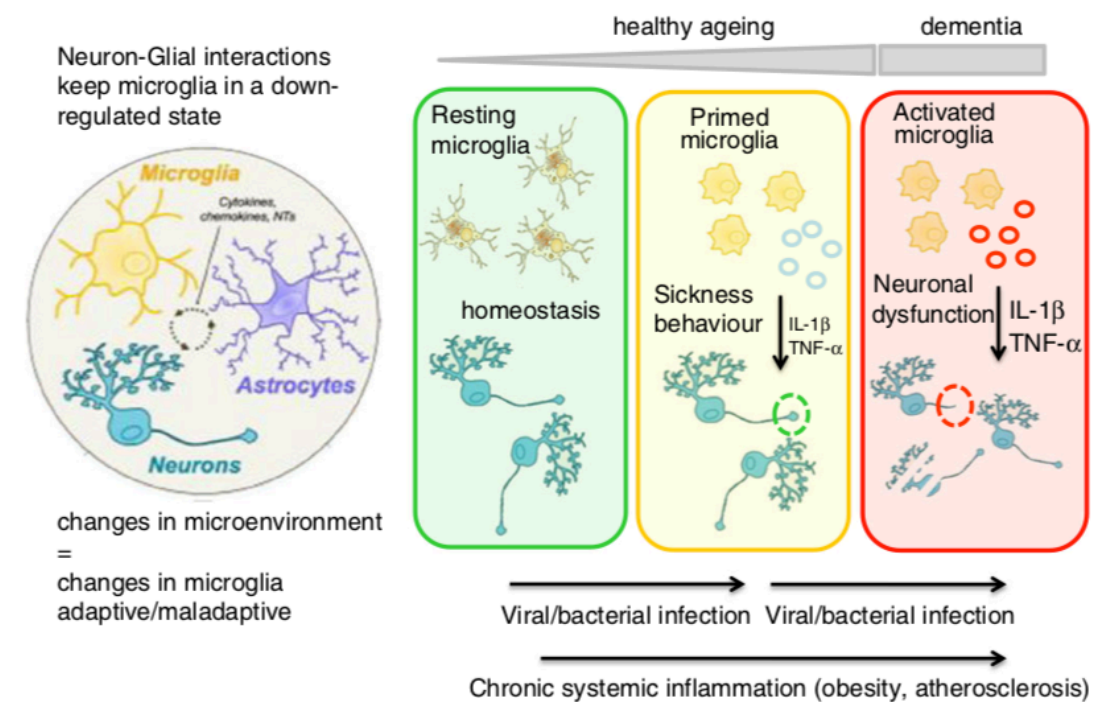 Neuron-Glial interactions
keep microglia in a down-
regulated state
Microglia
Cytokines,
chemokines, NTs
Astrocytes
Neurons
changes in microenvironment
=
changes in microglia
adaptive/maladaptive
healthy ageing
dementia
Resting
microglia
homeostasis
Primed
microglia
Sickness
behaviour
IL-1β
TNF-α
Activated
microglia
Neuronal
dysfunction
IL-1β
TNF-α
Viral/bacterial infection
Viral/bacterial infection
Chronic systemic inflammation (obesity, atherosclerosis)